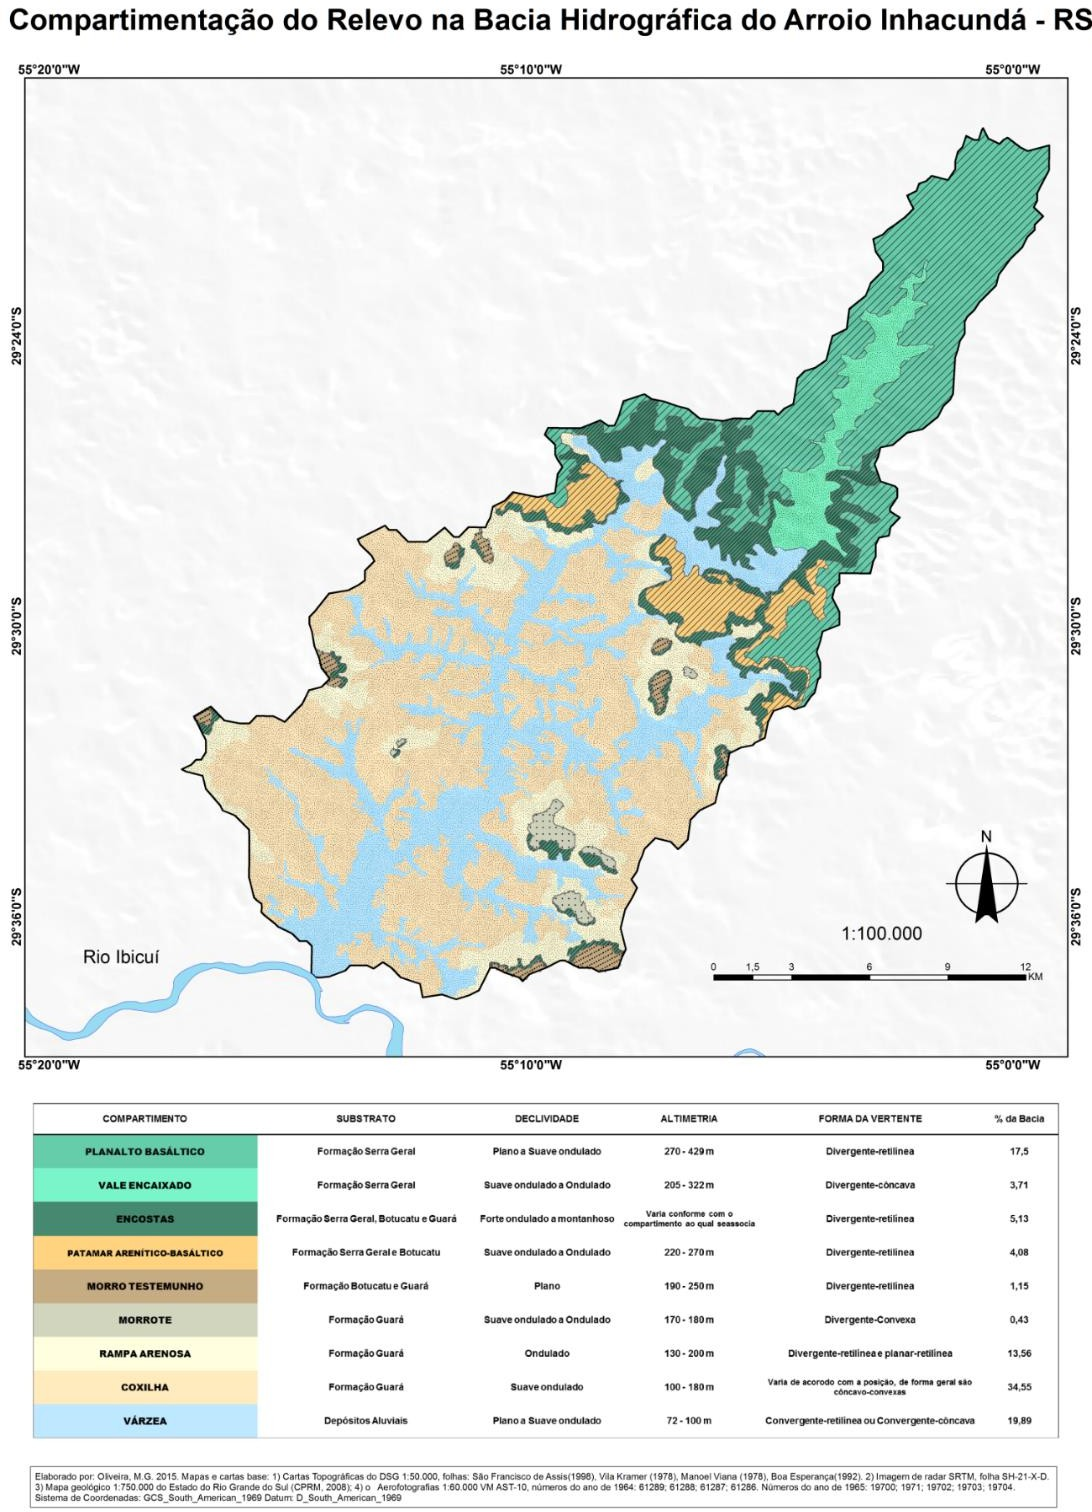 Compartimentação do Relevo na Bacia Hidrográfica do Arroio Inhacundá - RS
55°20'0"W 55°10'0"W 55°0'0"W
29°24'0"S 29°24'0"S
29°30'0"S 29°30'0"S
29°36'0"S 29°36'0"S
N
1:100.000
Rio Ibicuí
0 1,5 3 6 9 12
KM
55°20'0"W 55°10'0"W 55°0'0"W
COMPARTIMENTO SUBSTRATO DECLIVIDADE ALTIMETRIA FORMA DA VERTENTE % da Bacia
PLANALTO BASÁLTICO Formação Serra Geral Plano a Suave ondulado 270 - 429 m Divergente-retilínea 17,5
VALE ENCAIXADO Formação Serra Geral Suave ondulado a Ondulado 205 - 322 m Divergente-côncava 3,71
ENCOSTAS Formação Serra Geral, Botucatu e Guará Forte ondulado a montanhoso Varia conforme com o compartimento ao qual seassocia Divergente-retilínea 5,13
PATAMAR ARENÍTICO-BASÁLTICO Formação Serra Geral e Botucatu Suave ondulado a Ondulado 220 - 270 m Divergente-retilínea 4,08
MORRO TESTEMUNHO Formação Botucatu e Guará Plano 190 - 250 m Divergente-retilínea 1,15
MORROTE Formação Guará Suave ondulado a Ondulado 170 - 180 m Divergente-Convexa 0,43
RAMPA ARENOSA Formação Guará Ondulado 130 - 200 m Divergente-retilínea e planar-retilínea 13,56
COXILHA Formação Guará Suave ondulado 100 - 180 m Varia de acorodo com a posição, de forma geral são côncavo-convexas 34,55
VÁRZEA Depósitos Aluviais Plano a Suave ondulado 72 - 100 m Convergente-retilínea ou Convergente-côncava 19,89
Elaborado por: Oliveira, M.G. 2015. Mapas e cartas base: 1) Cartas Topográficas do DSG 1:50.000, folhas: São Francisco de Assis(1998), Vila Kramer (1978), Manoel Viana (1978), Boa Esperança(1992). 2) Imagem de radar SRTM, folha SH-21-X-D.
3) Mapa geológico 1:750.000 do Estado do Rio Grande do Sul (CPRM, 2008); 4) o Aerofotografias 1:60.000 VM AST-10, números do ano de 1964: 61289; 61288; 61287; 61286. Números do ano de 1965: 19700; 1971; 19702; 19703; 19704.
Sistema de Coordenadas: GCS_South_American_1969 Datum: D_South_American_1969